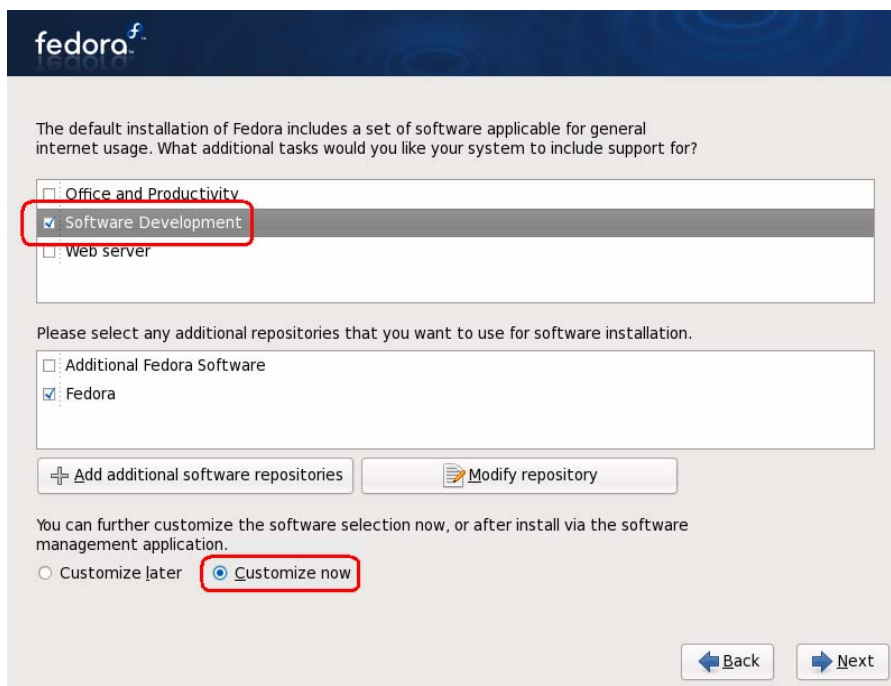 fedora
The default installation of Fedora includes a set of software applicable for general
internet usage. What additional tasks would you like your system to include support for?
Office and Productivity
Software Development
Web server
Please select any additional repositories that you want to use for software installation.
Additional Fedora Software
Fedora
Add additional software repositories
Modify repository
You can further customize the software selection now, or after install via the software
management application.
Customize later
Customize now
Back
Next